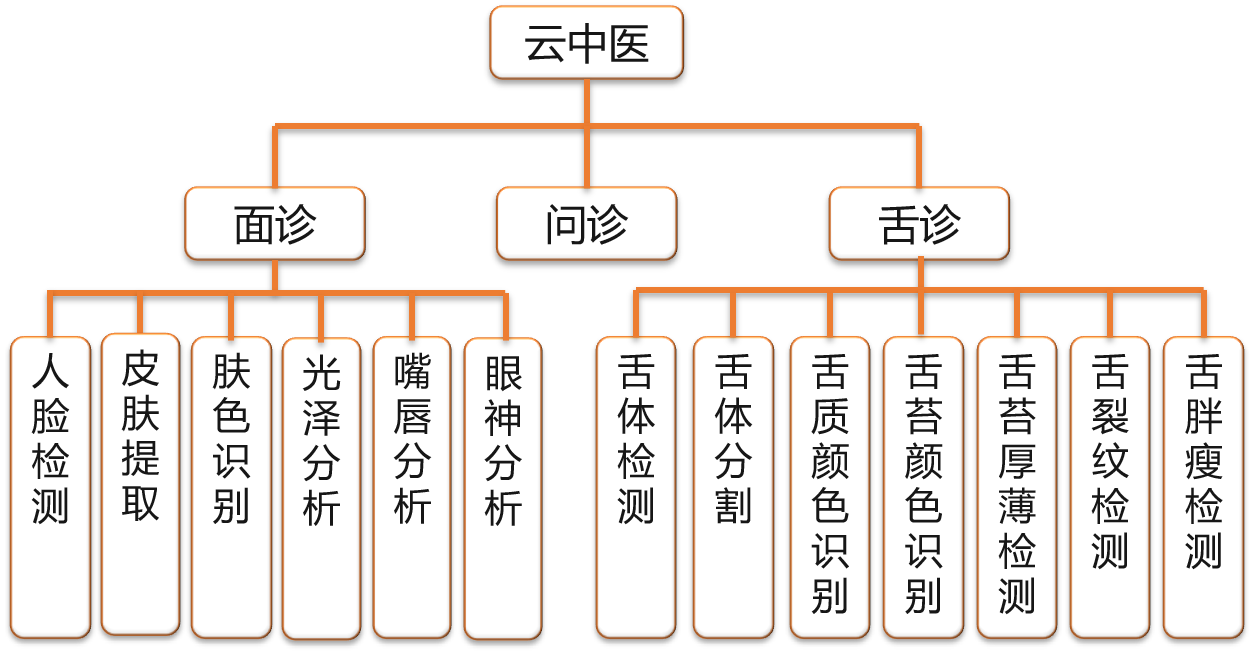 云中医
面诊
问诊
舌诊
人脸检测
皮肤提取
肤色识别
光泽分析
嘴唇分析
眼神分析
舌体检测
舌体分割
舌质颜色识别
舌苔颜色识别
舌苔厚薄检测
舌裂纹检测
舌胖瘦检测